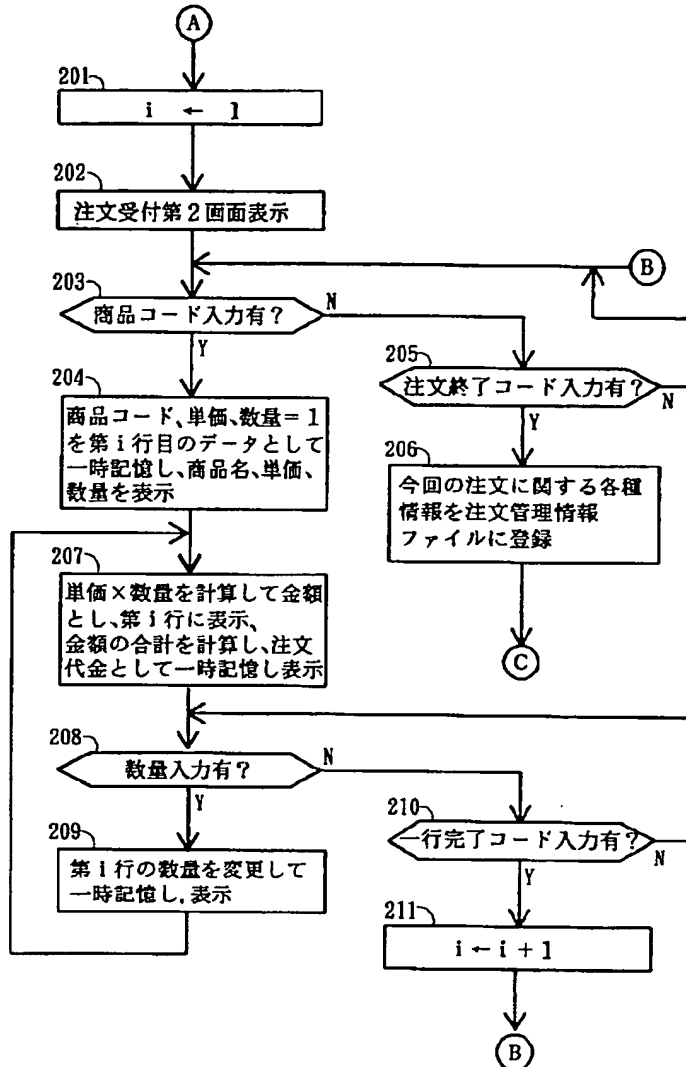 A
201
i ← 1
202
注文受付第2画面表示
B
203
商品コード入力有?
N
Y
204
商品コード、単価、数量=1
を第i行目のデータとして
一時記憶し、商品名、単価、
数量を表示
205
注文終了コード入力有?
N
Y
206
今回の注文に関する各種
情報を注文管理情報
ファイルに登録
C
207
単価×数量を計算して金額
とし、第i行に表示、
金額の合計を計算し、注文
代金として一時記憶し表示
208
数量入力有?
N
Y
209
第i行の数量を変更して
一時記憶し,表示
210
一行完了コード入力有?
N
Y
211
i←i+1
B